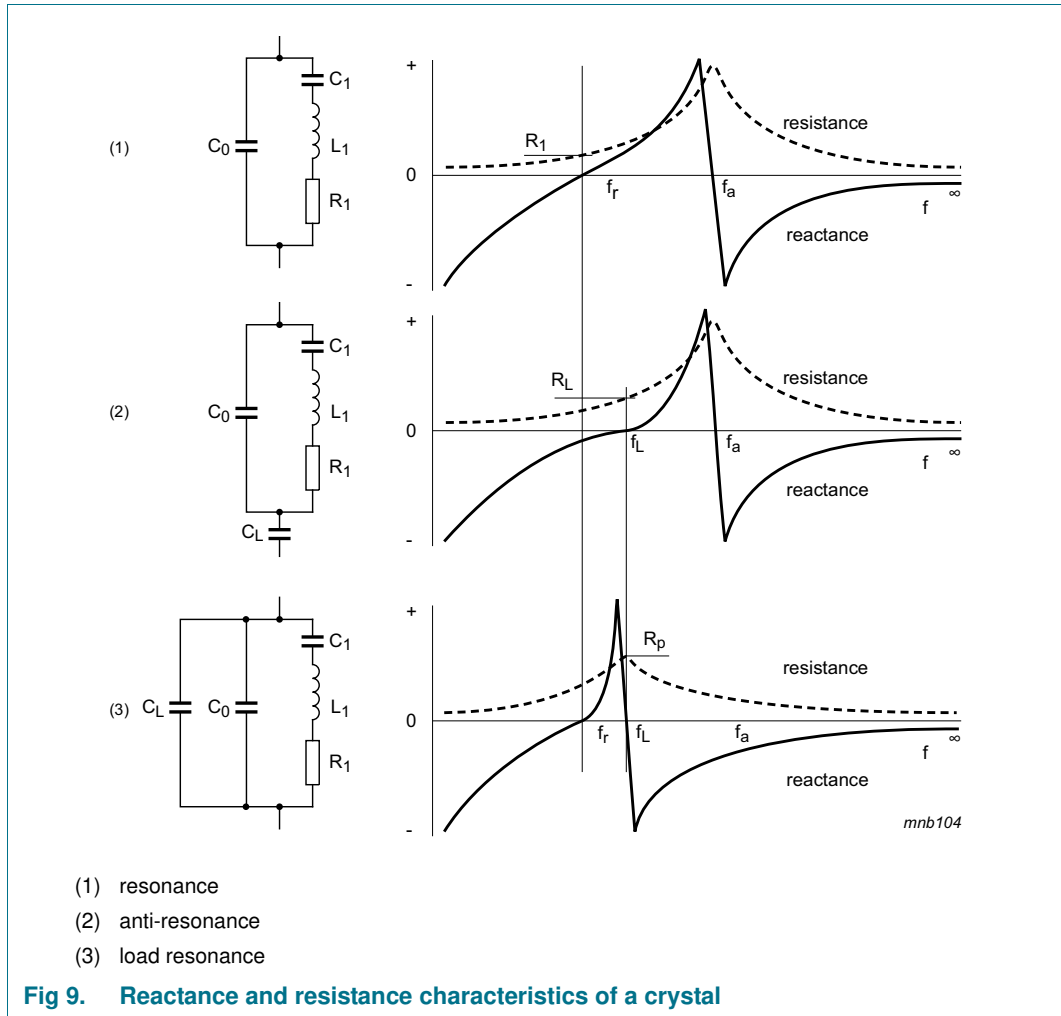 (1)
C0
C1
L1
R1
+
0
-
R1
fr
fa
resistance
f
∞
reactance
(2)
C0
C1
L1
R1
CL
+
0
-
RL
fL
fa
resistance
f
∞
reactance
(3)
CL
C0
C1
L1
R1
+
0
-
Rp
fr
fL
fa
resistance
f
∞
reactance
mnb104
(1) resonance
(2) anti-resonance
(3) load resonance
Fig 9. Reactance and resistance characteristics of a crystal